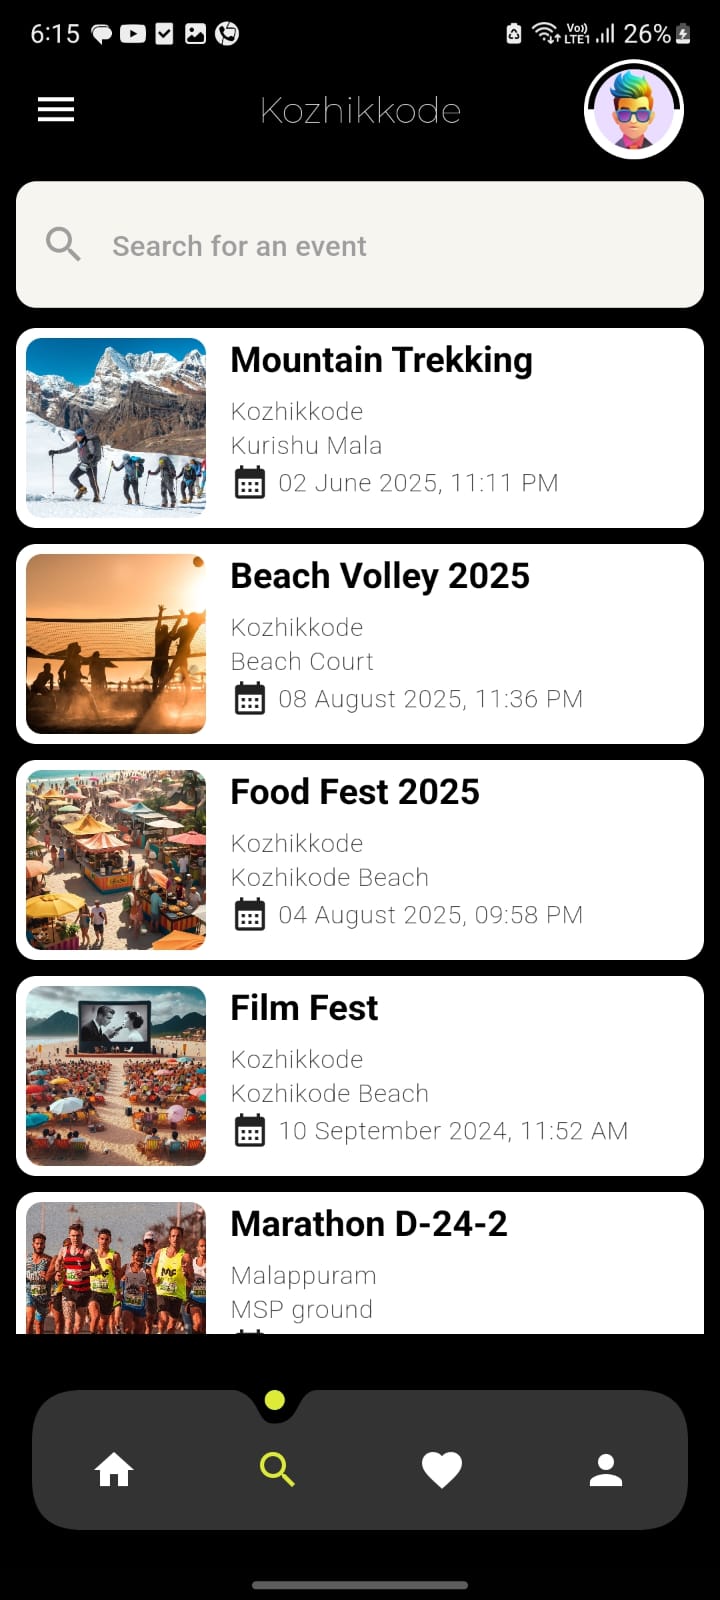 6:15
Vo))
LTE1
26%
Kozhikkode
Search for an event
Mountain Trekking
Kozhikkode
Kurishu Mala
02 June 2025, 11:11 PM
Beach Volley 2025
Kozhikkode
Beach Court
08 August 2025, 11:36 PM
Food Fest 2025
Kozhikkode
Kozhikode Beach
04 August 2025, 09:58 PM
Film Fest
Kozhikkode
Kozhikode Beach
10 September 2024, 11:52 AM
Marathon D-24-2
Malappuram
MSP ground